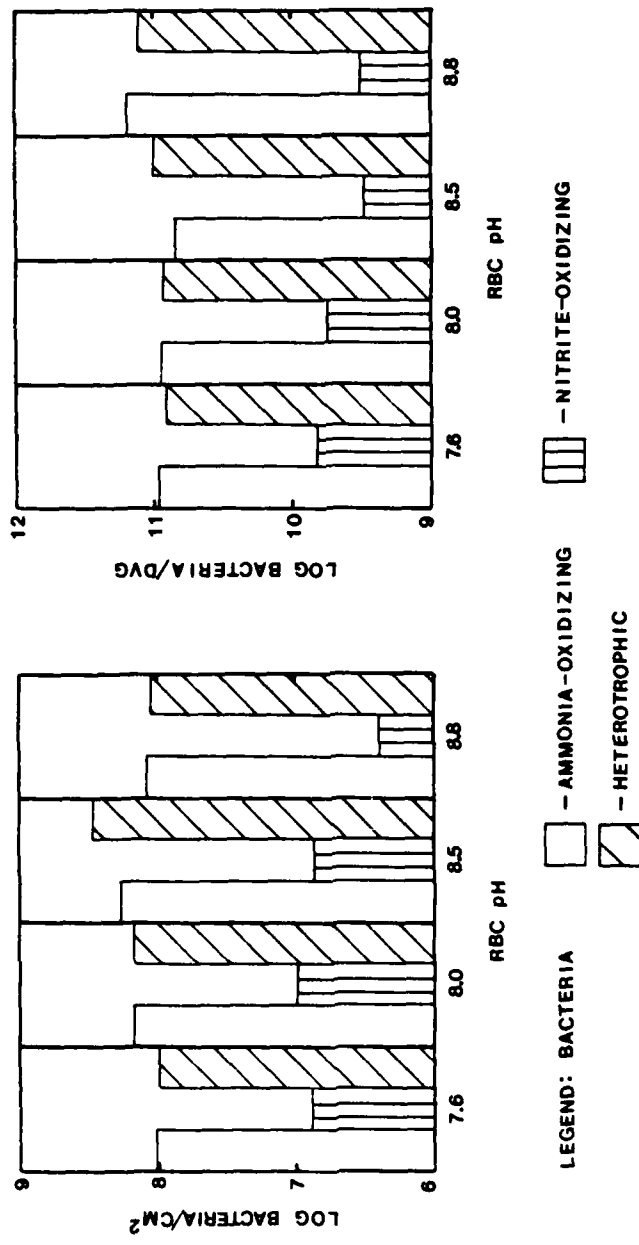 LOG BACTERIA/CM²
9
8
7
6
7.6 8.0 8.5 8.8
RBC pH
LOG BACTERIA/DVG
12
11
10
9
7.6 8.0 8.5 8.8
RBC pH
LEGEND: BACTERIA
– AMMONIA-OXIDIZING
– NITRITE-OXIDIZING
– HETEROTROPHIC